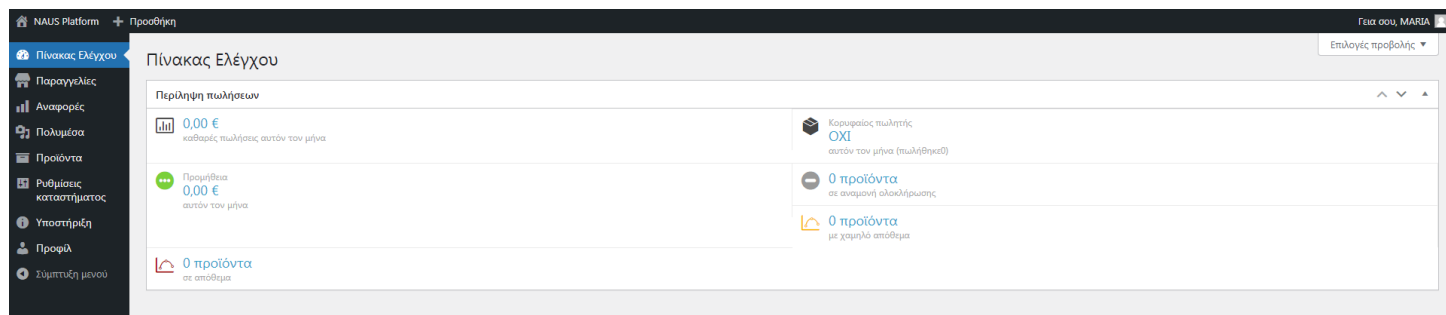 NAUS Platform + Προσθήκη
Γεια σου, MARIA
Πίνακας Ελέγχου
Παραγγελίες
Αναφορές
Πολυμέσα
Προϊόντα
Ρυθμίσεις
καταστήματος
Υποστήριξη
Προφίλ
Σύμπτυξη μενού
Επιλογές προβολής
Πίνακας Ελέγχου
Περίληψη πωλήσεων
0,00 €
καθαρές πωλήσεις αυτόν τον μήνα
Κορυφαίος πωλητής
ΟΧΙ
αυτόν τον μήνα (πωλήθηκε0)
Προμήθεια
0,00 €
αυτόν τον μήνα
0 προϊόντα
σε αναμονή ολοκλήρωσης
0 προϊόντα
με χαμηλό απόθεμα
0 προϊόντα
σε απόθεμα